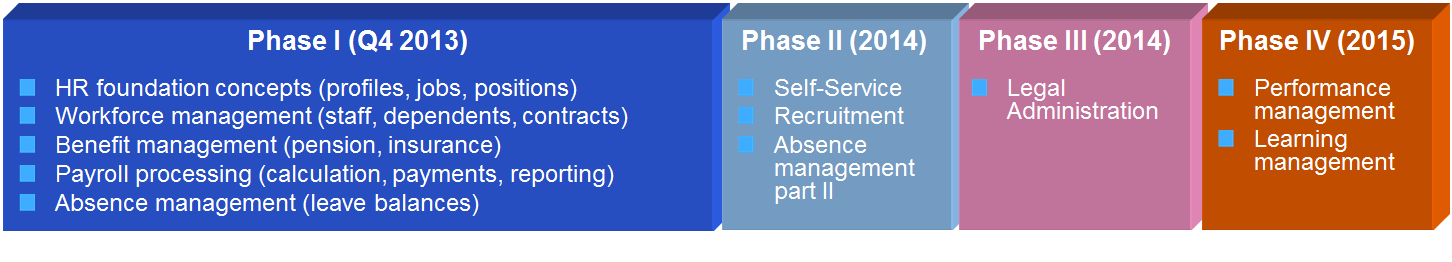 Phase I (Q4 2013)
HR foundation concepts (profiles, jobs, positions)
Workforce management (staff, dependents, contracts)
Benefit management (pension, insurance)
Payroll processing (calculation, payments, reporting)
Absence management (leave balances)
Phase II (2014)
Self-Service
Recruitment
Absence
management
part II
Phase III (2014)
Legal
Administration
Phase IV (2015)
Performance
management
Learning
management